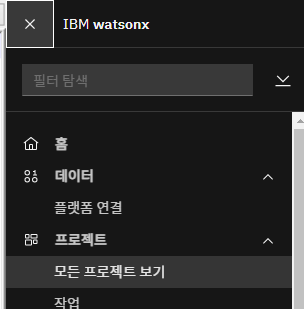 IBM watsonx
필터 탐색
홈
데이터
플랫폼 연결
프로젝트
모든 프로젝트 보기
작업